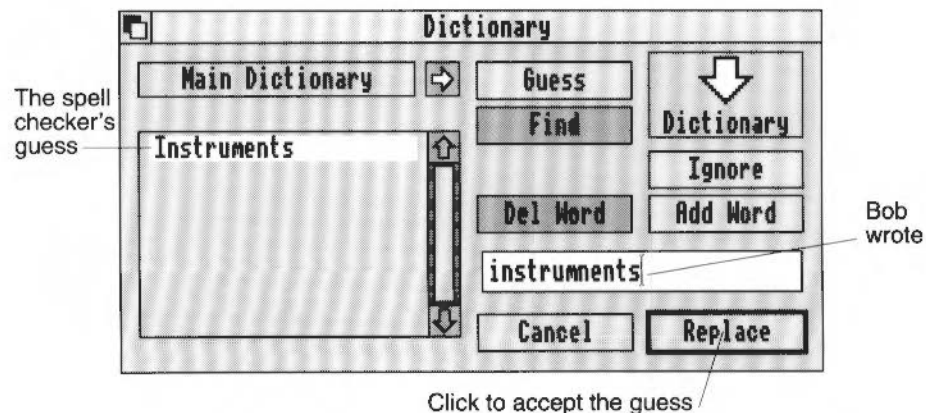 Dictionary
Main Dictionary
Guess
Find
Dictionary
The spell
checker's
guess
Instruments
Ignore
Del Word
Add Word
Bob
wrote
instrumnents
Cancel
Replace
Click to accept the guess